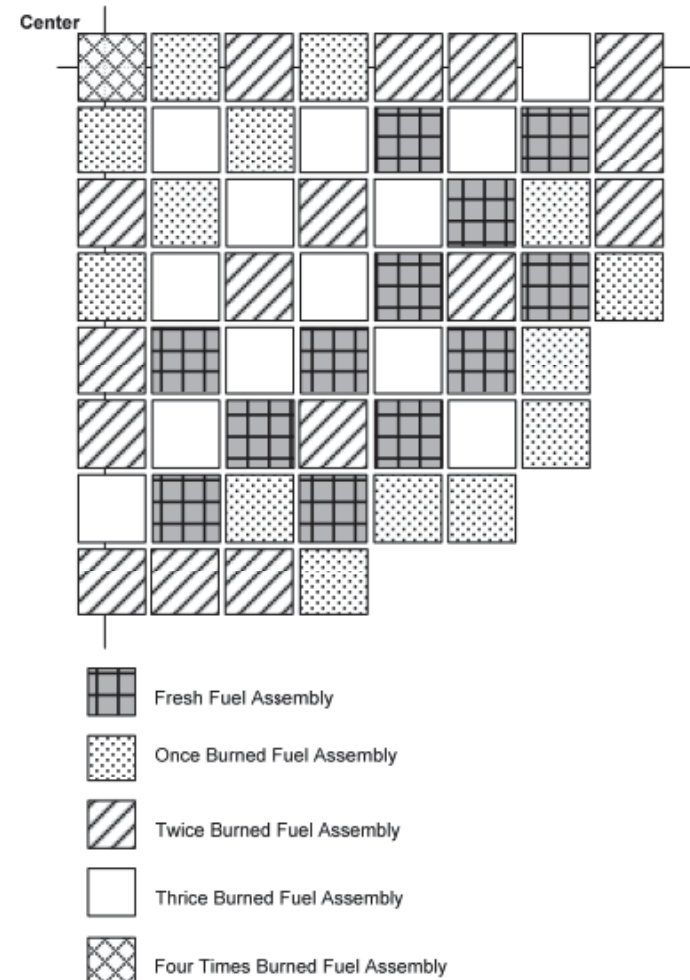 Center
Fresh Fuel Assembly
Once Burned Fuel Assembly
Twice Burned Fuel Assembly
Thrice Burned Fuel Assembly
Four Times Burned Fuel Assembly